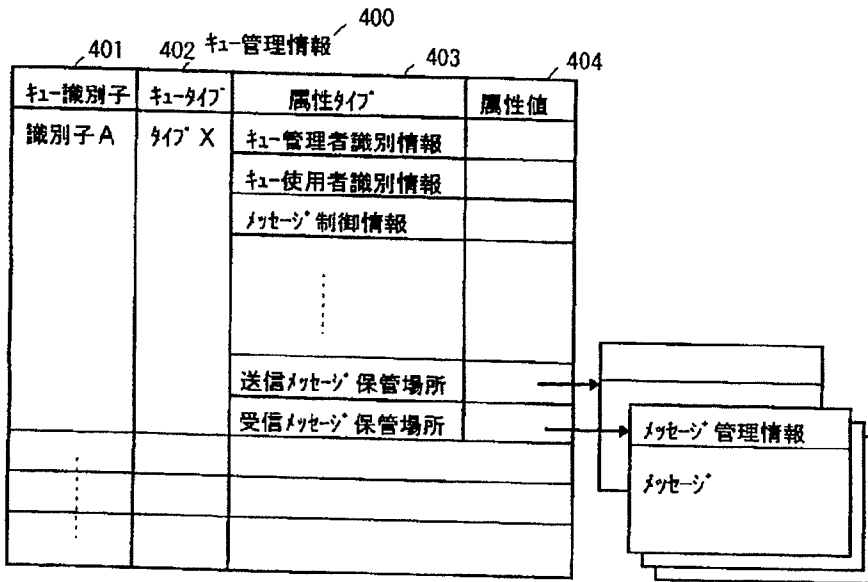 400
401
402
キュー管理情報
403
404
キュー識別子
キュータイプ
属性タイプ
属性値
識別子A
タイプX
キュー管理者識別情報
キュー使用者識別情報
メッセージ制御情報
送信メッセージ保管場所
受信メッセージ保管場所
メッセージ管理情報
メッセージ